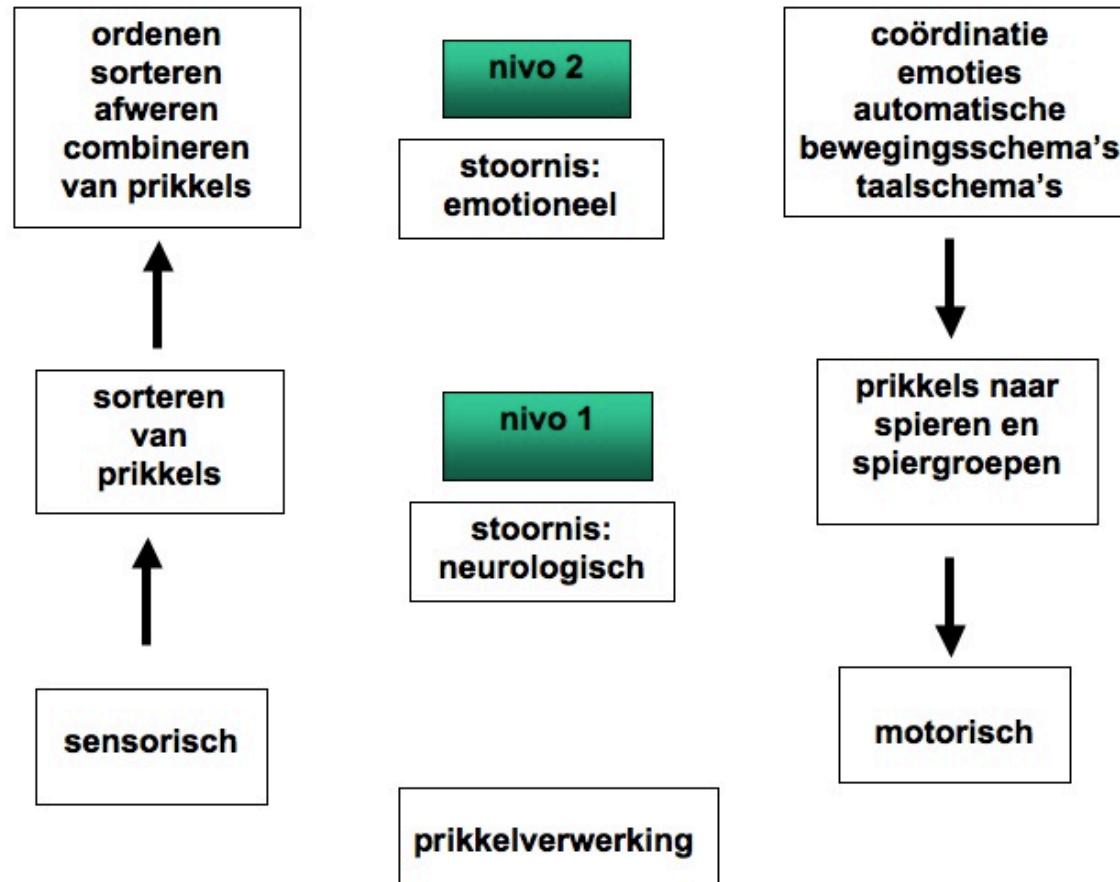 ordenen
sorteren
afweren
combineren
van prikkels
nivo 2
stoornis:
emotioneel
coördinatie
emoties
automatische
bewegingsschema’s
taalschema’s
sorteren
van
prikkels
nivo 1
stoornis:
neurologisch
prikkels naar
spieren en
spiergroepen
sensorisch
motorisch
prikkelverwerking